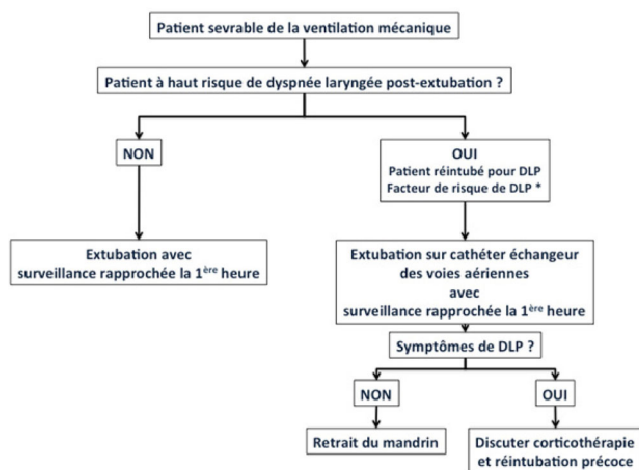 Patient sevrable de la ventilation mécanique
Patient à haut risque de dyspnée laryngée post-extubation ?
NON
OUI
Patient réintubé pour DLP
Facteur de risque de DLP *
Extubation avec
surveillance rapprochée la 1ère heure
Extubation sur cathéter échangeur
des voies aériennes
avec
surveillance rapprochée la 1ère heure
Symptômes de DLP ?
NON
OUI
Retrait du mandrin
Discuter corticothérapie
et réintubation précoce